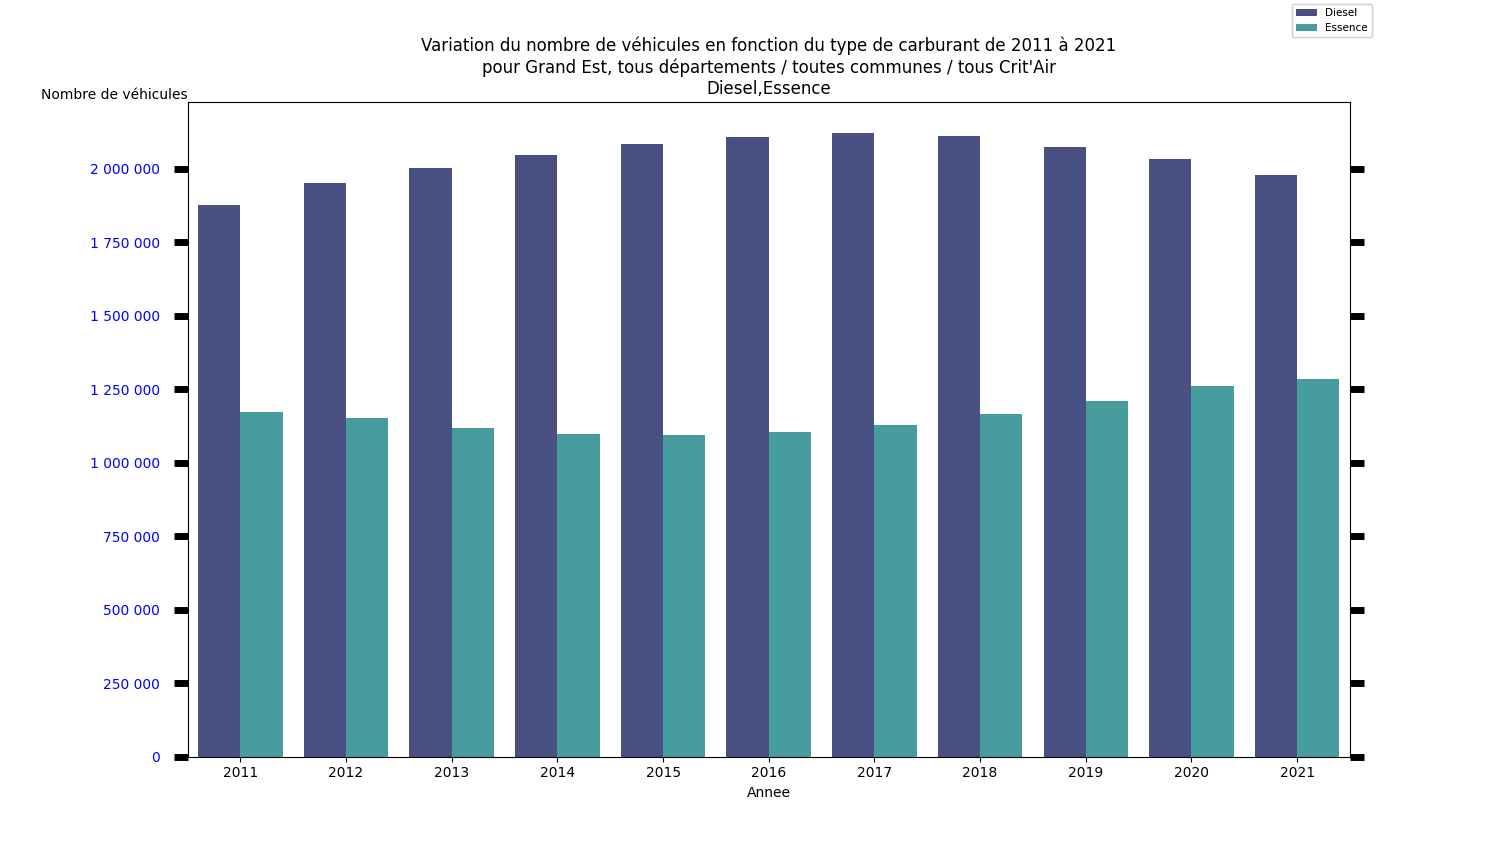 Diesel
Essence
Variation du nombre de véhicules en fonction du type de carburant de 2011 à 2021
pour Grand Est, tous départements / toutes communes / tous Crit'Air
Diesel,Essence
Nombre de véhicules
2 000 000
1 750 000
1 500 000
1 250 000
1 000 000
750 000
500 000
250 000
0
2011 2012 2013 2014 2015 2016 2017 2018 2019 2020 2021
Annee